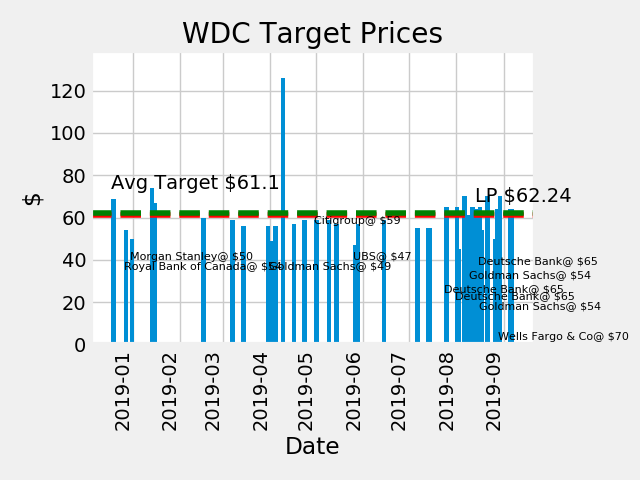 WDC Target Prices
120
100
80
60
40
20
0
$
Avg Target $61.1
LP $62.24
Citigroup@ $59
Morgan Stanley@ $50
UBS@ $47
Royal Bank of Canada@ $54
Goldman Sachs@ $49
Deutsche Bank@ $65
Goldman Sachs@ $54
Deutsche Bank@ $65
Deutsche Bank@ $65
Goldman Sachs@ $54
Wells Fargo & Co@ $70
2019-01
2019-02
2019-03
2019-04
2019-05
2019-06
2019-07
2019-08
2019-09
Date